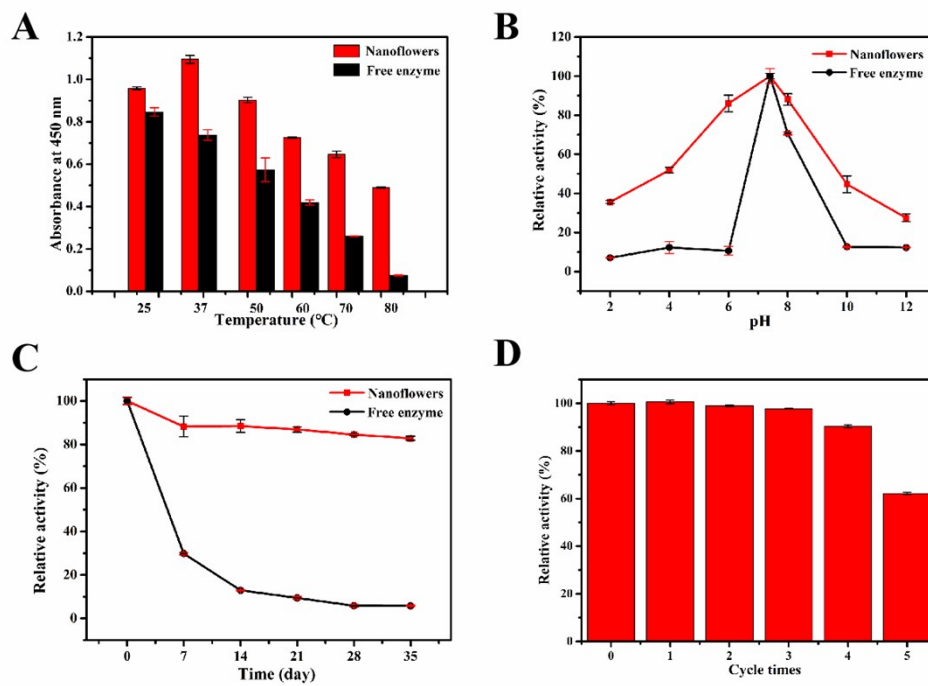 A
Nanoflowers
Free enzyme
Absorbance at 450 nm
1.2
1.0
0.8
0.6
0.4
0.2
0.0
25 37 50 60 70 80
Temperature (℃)
B
Nanoflowers
Free enzyme
Relative activity (%)
120
100
80
60
40
20
0
2 4 6 8 10 12
pH
C
Nanoflowers
Free enzyme
Relative activity (%)
100
80
60
40
20
0
0 7 14 21 28 35
Time (day)
D
Relative activity (%)
100
80
60
40
20
0
0 1 2 3 4 5
Cycle times